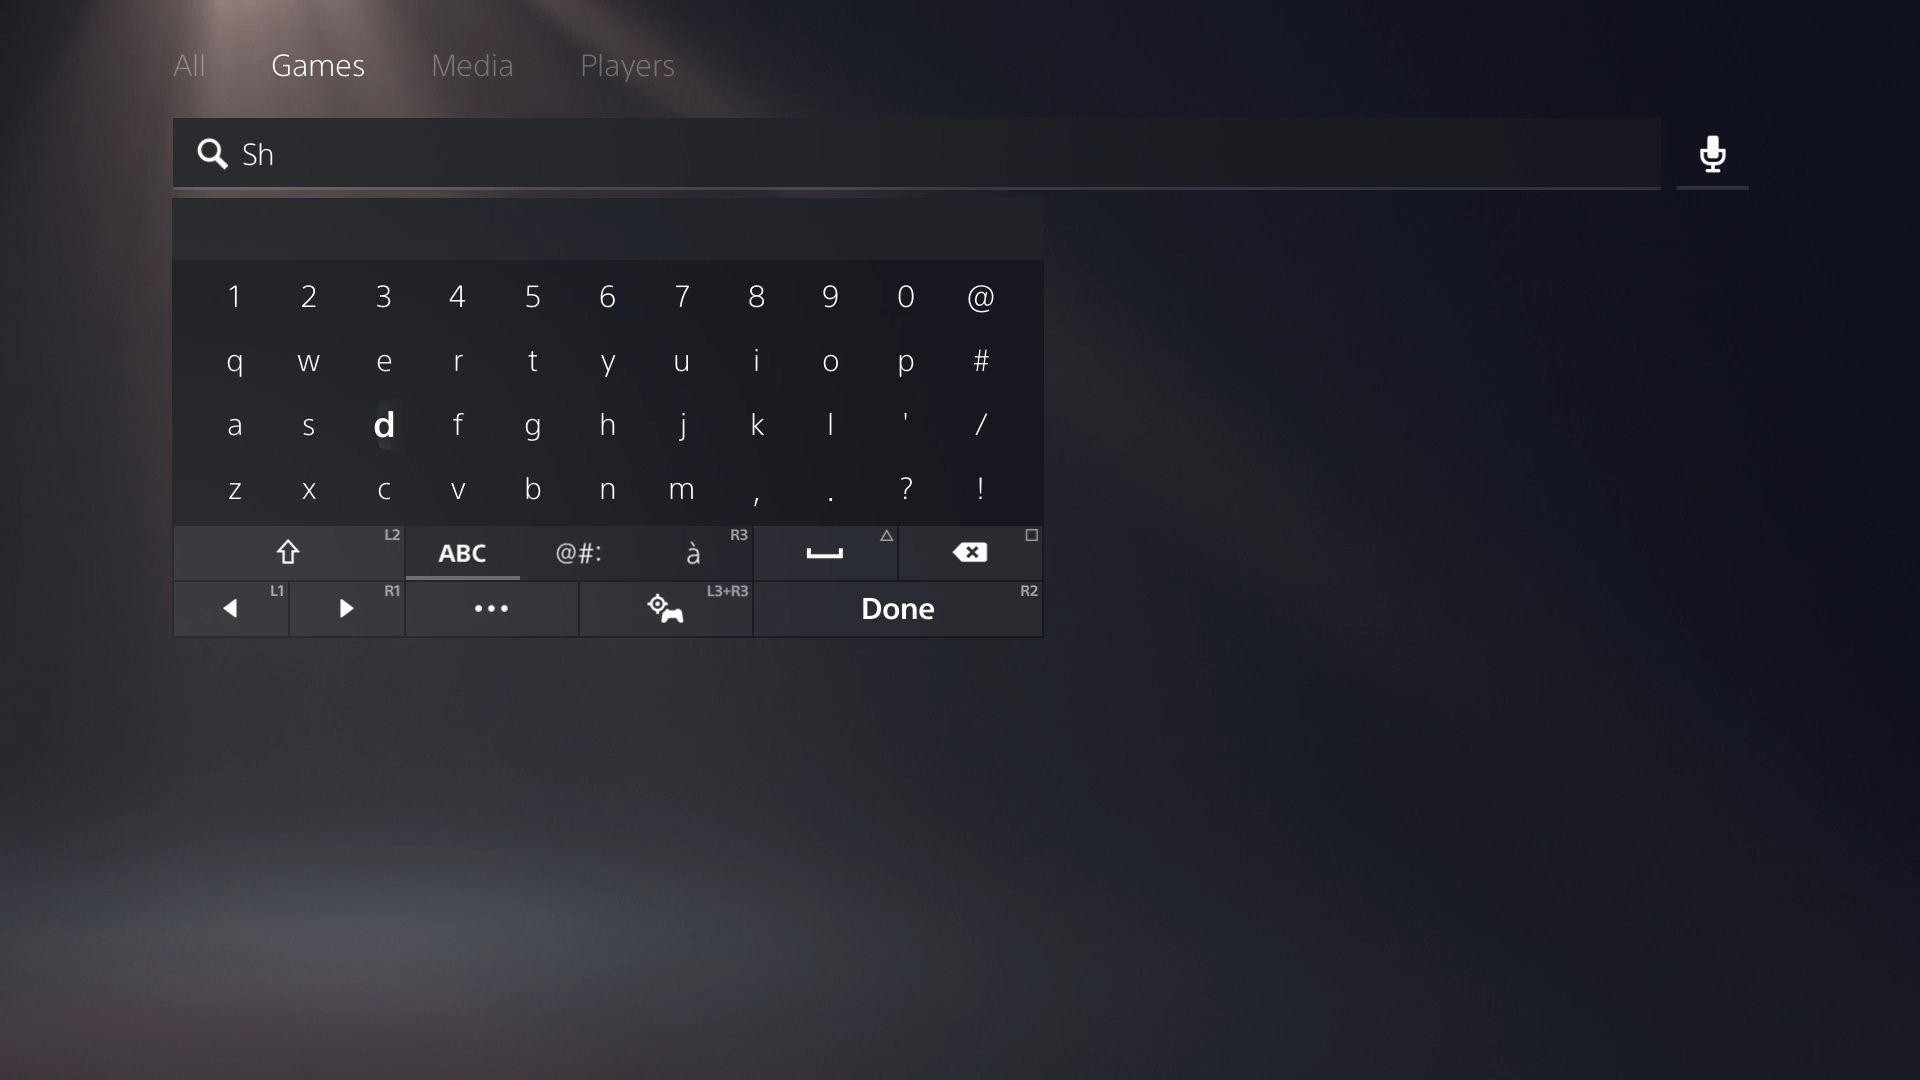 All Games Media Players
Sh
1 2 3 4 5 6 7 8 9 0 @
q w e r t y u i o p #
a s d f g h j k l ' /
z x c v b n m , . ? !
L2 ABC @#: à R3
L1 R1 ••• L3+R3 Done R2